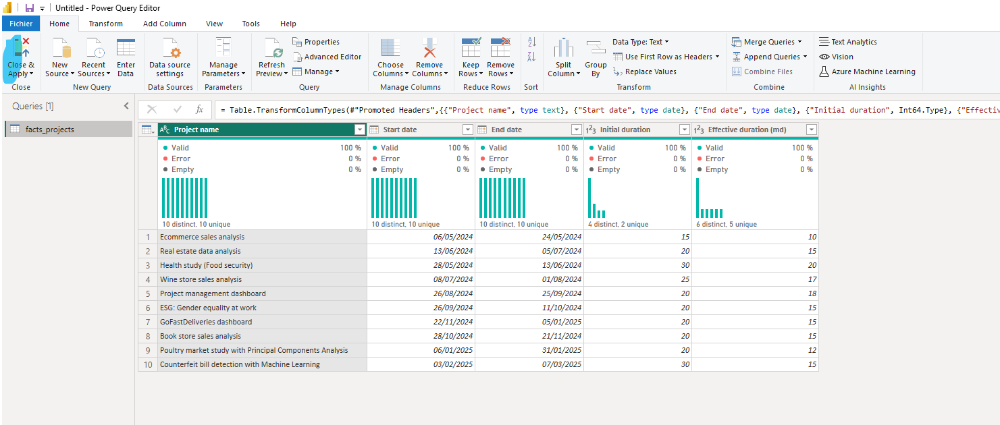 Untitled - Power Query Editor
Fichier Home Transform Add Column View Tools Help
Close & Apply
New Source
Recent Sources
Enter Data
Data source settings
Manage Parameters
Refresh Preview
Properties
Advanced Editor
Manage
Choose Columns
Remove Columns
Keep Rows
Remove Rows
A Z
Z A
Split Column
Group By
Data Type: Text
Use First Row as Headers
1 2 Replace Values
Merge Queries
Append Queries
Combine Files
Text Analytics
Vision
Azure Machine Learning
Close New Query Data Sources Parameters Query Manage Columns Reduce Rows Sort Transform Combine AI Insights
Queries [1]
facts_projects
fx = Table.TransformColumnTypes(#"Promoted Headers",{{"Project name", type text}, {"Start date", type date}, {"End date", type date}, {"Initial duration", Int64.Type}, {"Effectiv
ABC Project name Start date End date 123 Initial duration 123 Effective duration (md)
Valid 100 % Valid 100 % Valid 100 % Valid 100 % Valid 100 %
Error 0 % Error 0 % Error 0 % Error 0 % Error 0 %
Empty 0 % Empty 0 % Empty 0 % Empty 0 % Empty 0 %
10 distinct, 10 unique 10 distinct, 10 unique 10 distinct, 10 unique 4 distinct, 2 unique 6 distinct, 5 unique
1 Ecommerce sales analysis 06/05/2024 24/05/2024 15 10
2 Real estate data analysis 13/06/2024 05/07/2024 20 15
3 Health study (Food security) 28/05/2024 13/06/2024 30 20
4 Wine store sales analysis 08/07/2024 01/08/2024 25 17
5 Project management dashboard 26/08/2024 25/09/2024 20 18
6 ESG: Gender equality at work 26/09/2024 11/10/2024 20 15
7 GoFastDeliveries dashboard 22/11/2024 05/01/2025 20 15
8 Book store sales analysis 28/10/2024 21/11/2024 20 15
9 Poultry market study with Principal Components Analysis 06/01/2025 31/01/2025 20 12
10 Counterfeit bill detection with Machine Learning 03/02/2025 07/03/2025 30 15